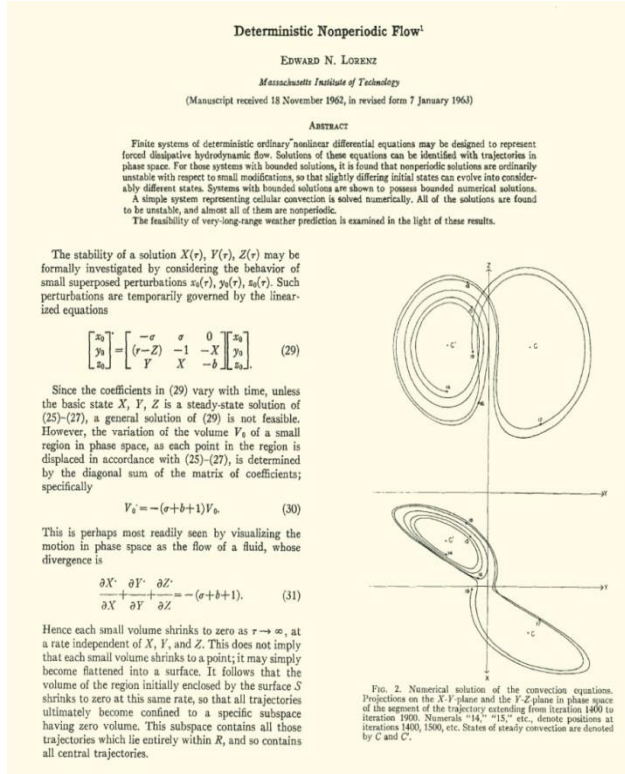 Deterministic Nonperiodic Flow¹
EDWARD N. LORENZ
Massachusetts Institute of Technology
(Manuscript received 18 November 1962, in revised form 7 January 1963)
ABSTRACT
Finite systems of deterministic ordinary nonlinear differential equations may be designed to represent
forced dissipative hydrodynamic flow. Solutions of these equations can be identified with trajectories in
phase space. For those systems with bounded solutions, it is found that nonperiodic solutions are ordinarily
unstable with respect to small modifications, so that slightly differing initial states can evolve into consider-
ably different states. Systems with bounded solutions are shown to possess bounded numerical solutions.
A simple system representing cellular convection is solved numerically. All of the solutions are found
to be unstable, and almost all of them are nonperiodic.
The feasibility of very-long-range weather prediction is examined in the light of these results.
The stability of a solution X(τ), Y(τ), Z(τ) may be
formally investigated by considering the behavior of
small superposed perturbations x₀(τ), y₀(τ), z₀(τ). Such
perturbations are temporarily governed by the linear-
ized equations
[x₀]˙ [−σ σ 0] [x₀]
[y₀] = [(r−Z) −1 −X] [y₀]. (29)
[z₀] [Y X −b] [z₀]
Since the coefficients in (29) vary with time, unless
the basic state X, Y, Z is a steady-state solution of
(25)–(27), a general solution of (29) is not feasible.
However, the variation of the volume V₀ of a small
region in phase space, as each point in the region is
displaced in accordance with (25)–(27), is determined
by the diagonal sum of the matrix of coefficients;
specifically
V₀˙=−(σ+b+1)V₀. (30)
This is perhaps most readily seen by visualizing the
motion in phase space as the flow of a fluid, whose
divergence is
∂X˙/∂X+∂Y˙/∂Y+∂Z˙/∂Z=−(σ+b+1). (31)
Hence each small volume shrinks to zero as τ→∞, at
a rate independent of X, Y, and Z. This does not imply
that each small volume shrinks to a point; it may simply
become flattened into a surface. It follows that the
volume of the region initially enclosed by the surface S
shrinks to zero at this same rate, so that all trajectories
ultimately become confined to a specific subspace
having zero volume. This subspace contains all those
trajectories which lie entirely within R, and so contains
all central trajectories.
Z
C'
C
Y
C'
Y
C
X
FIG. 2. Numerical solution of the convection equations.
Projections on the X-Y-plane and the Y-Z-plane in phase space
of the segment of the trajectory extending from iteration 1400 to
iteration 1900. Numerals “14,” “15,” etc., denote positions at
iterations 1400, 1500, etc. States of steady convection are denoted
by C and C'.